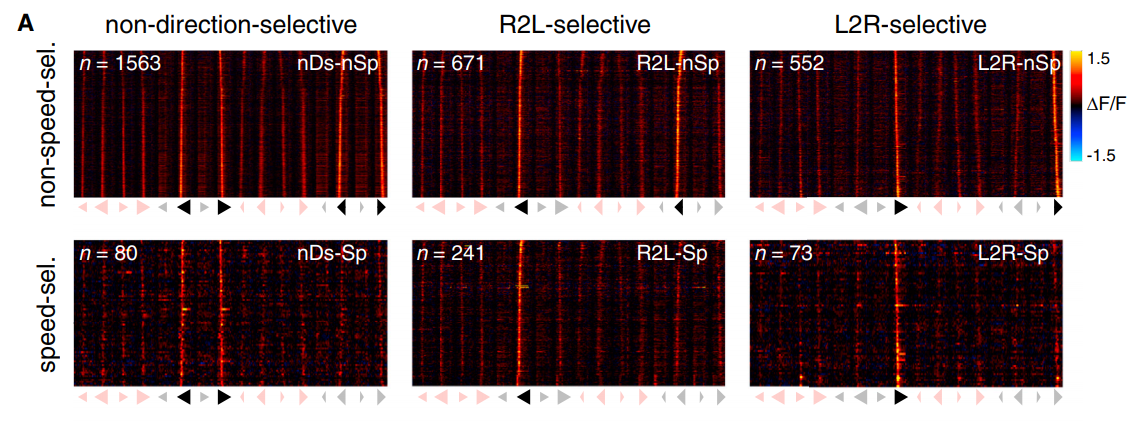 A
non-direction-selective R2L-selective L2R-selective
non-speed-sel.
n = 1563 nDs-nSp
n = 671 R2L-nSp
n = 552 L2R-nSp
1.5
ΔF/F
-1.5
speed-sel.
n = 80 nDs-Sp
n = 241 R2L-Sp
n = 73 L2R-Sp